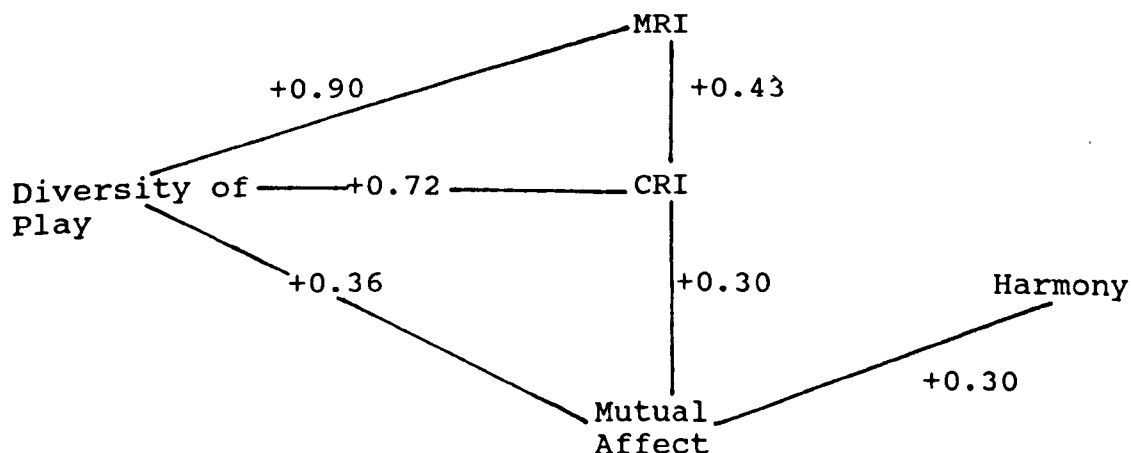 MRI
+0.90
+0.43
Diversity of
Play
+0.72
CRI
+0.36
+0.30
Harmony
+0.30
Mutual
Affect